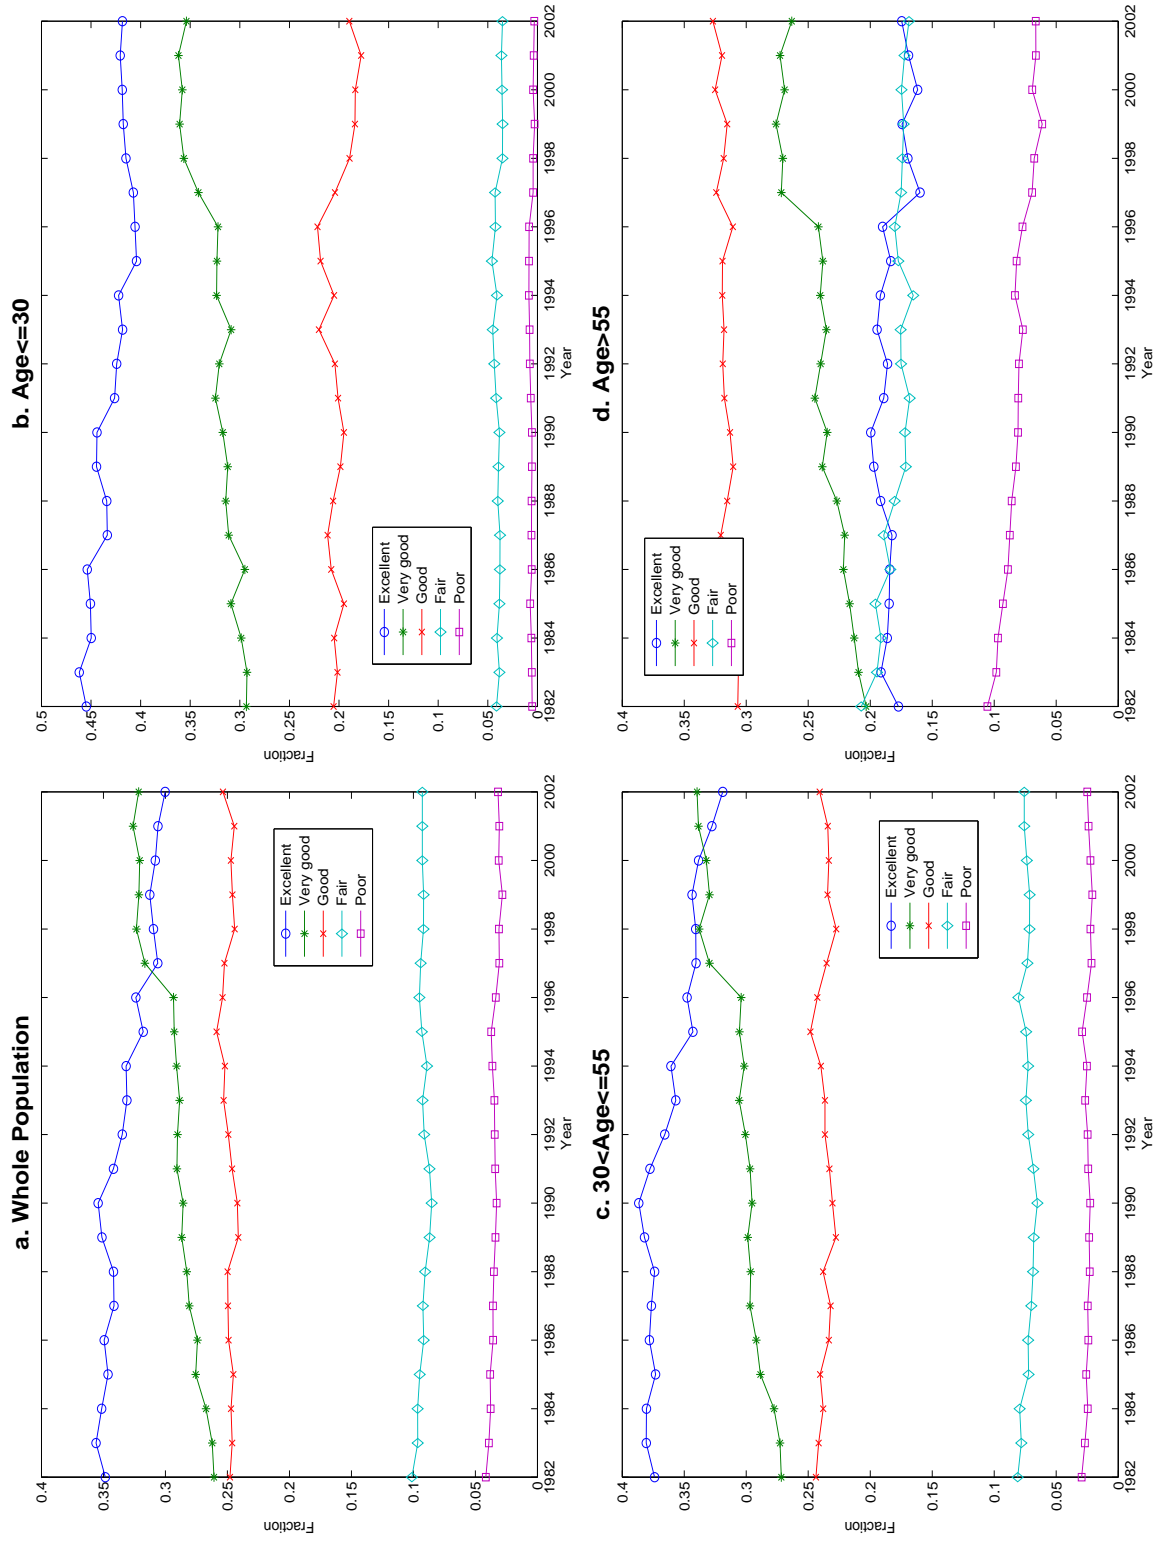 a. Whole Population
0.4
0.35
0.3
0.25
0.2
0.15
0.1
0.05
0
Fraction
1982 1984 1986 1988 1990 1992 1994 1996 1998 2000 2002
Year
Excellent
Very good
Good
Fair
Poor
b. Age<=30
0.5
0.45
0.4
0.35
0.3
0.25
0.2
0.15
0.1
0.05
0
Fraction
1982 1984 1986 1988 1990 1992 1994 1996 1998 2000 2002
Year
Excellent
Very good
Good
Fair
Poor
c. 30<Age<=55
0.4
0.35
0.3
0.25
0.2
0.15
0.1
0.05
0
Fraction
1982 1984 1986 1988 1990 1992 1994 1996 1998 2000 2002
Year
Excellent
Very good
Good
Fair
Poor
d. Age>55
0.4
0.35
0.3
0.25
0.2
0.15
0.1
0.05
0
Fraction
1982 1984 1986 1988 1990 1992 1994 1996 1998 2000 2002
Year
Excellent
Very good
Good
Fair
Poor